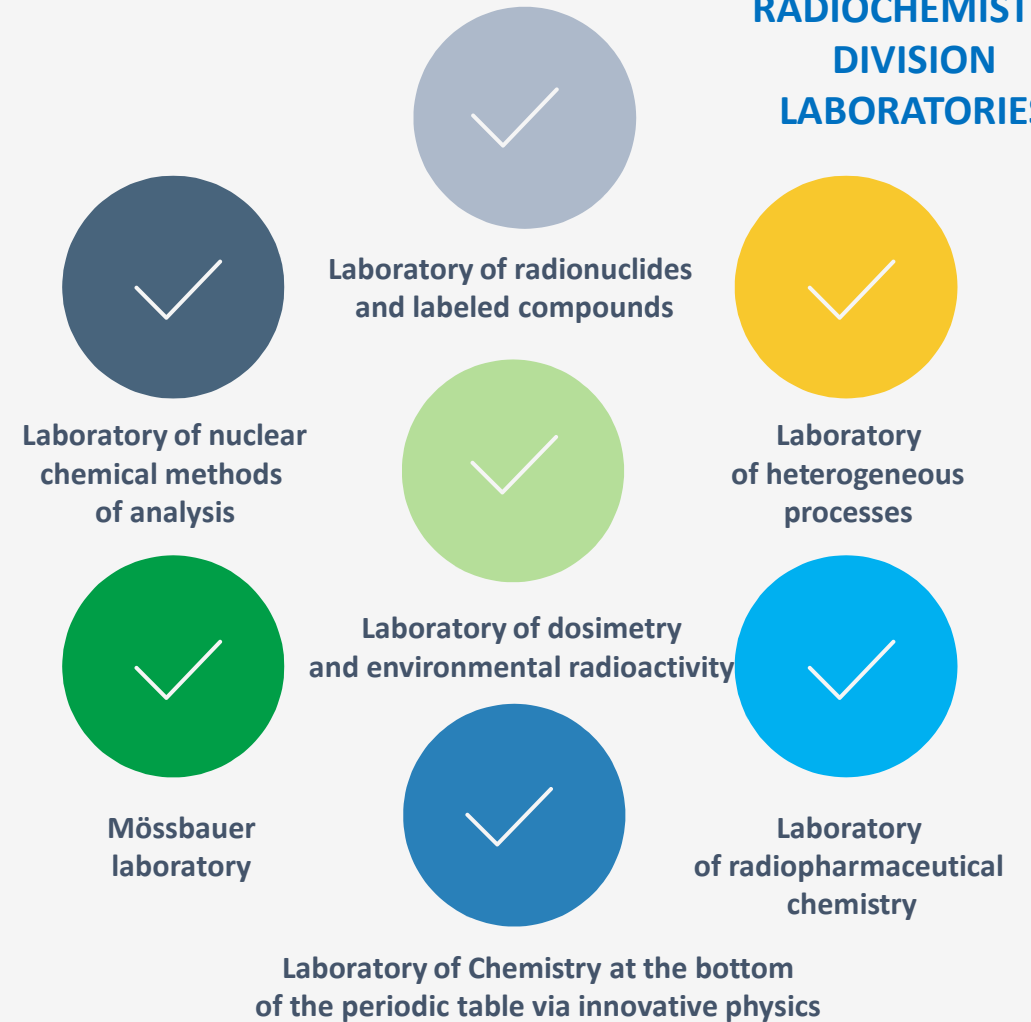 RADIOCHEMIST
DIVISION
LABORATORIES
Laboratory of radionuclides
and labeled compounds
Laboratory of nuclear
chemical methods
of analysis
Laboratory
of heterogeneous
processes
Laboratory of dosimetry
and environmental radioactivity
Mössbauer
laboratory
Laboratory
of radiopharmaceutical
chemistry
Laboratory of Chemistry at the bottom
of the periodic table via innovative physics